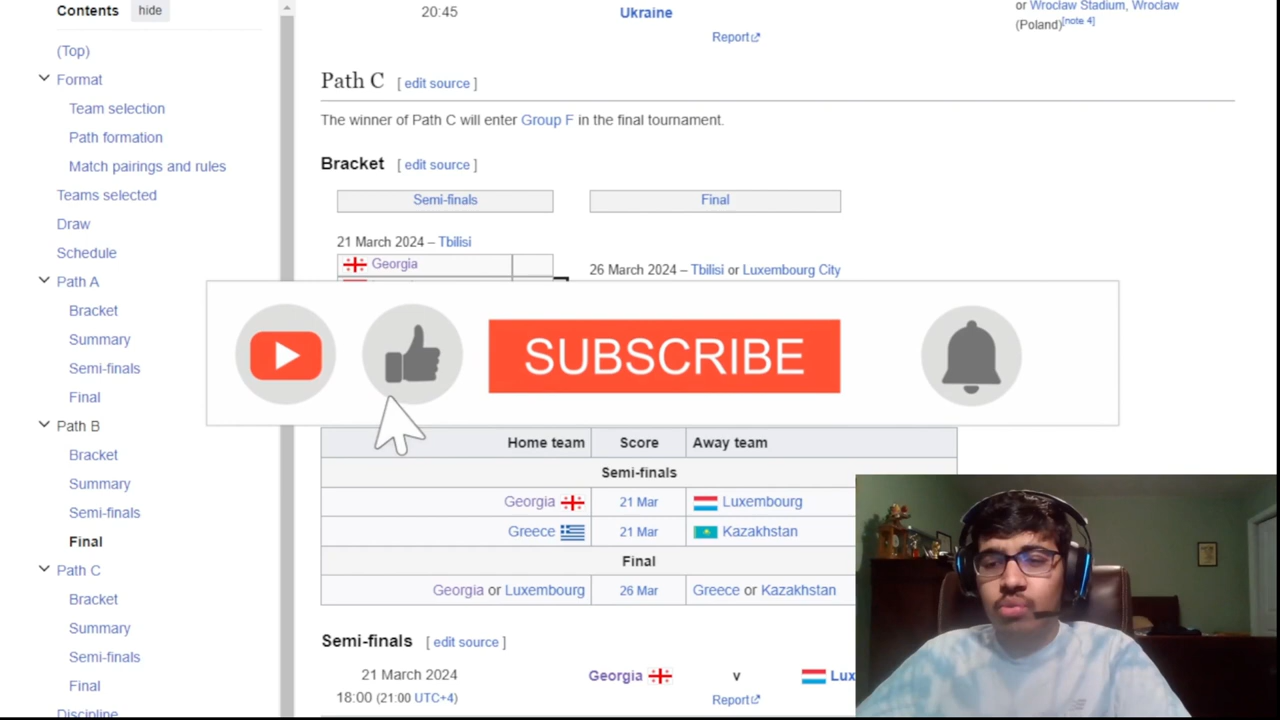 Contents hide
(Top)
Format
Team selection
Path formation
Match pairings and rules
Teams selected
Draw
Schedule
Path A
Bracket
Summary
Semi-finals
Final
Path B
Bracket
Summary
Semi-finals
Final
Path C
Bracket
Summary
Semi-finals
Final
Discipline
20:45 Ukraine
Report
or Wrocław Stadium, Wrocław
(Poland)[note 4]
Path C [ edit source ]
The winner of Path C will enter Group F in the final tournament.
Bracket [ edit source ]
Semi-finals Final
21 March 2024 – Tbilisi
Georgia
26 March 2024 – Tbilisi or Luxembourg City
SUBSCRIBE
Home team Score Away team
Semi-finals
Georgia 21 Mar Luxembourg
Greece 21 Mar Kazakhstan
Final
Georgia or Luxembourg 26 Mar Greece or Kazakhstan
Semi-finals [ edit source ]
21 March 2024 Georgia v Lux
18:00 (21:00 UTC+4) Report